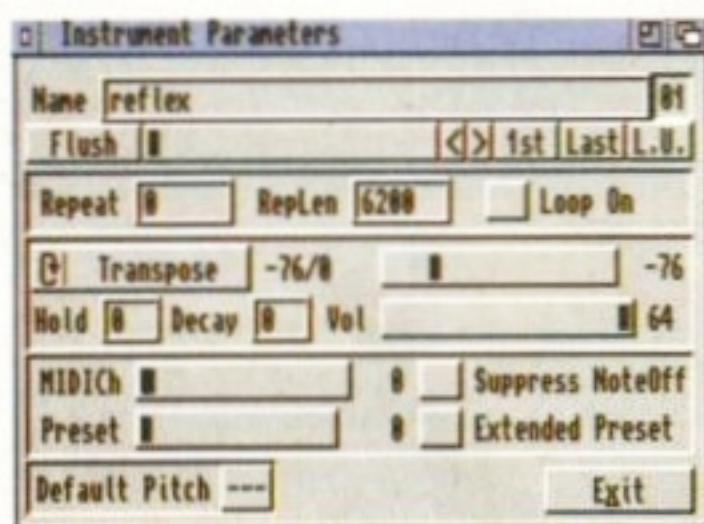 Instrument Parameters
Name reflex 01
Flush < > 1st Last L.U.
Repeat 0 RepLen 6200 Loop On
Transpose -76/0 -76
Hold 0 Decay 0 Vol 64
MIDICh 0 Suppress NoteOff
Preset 0 Extended Preset
Default Pitch --- Exit